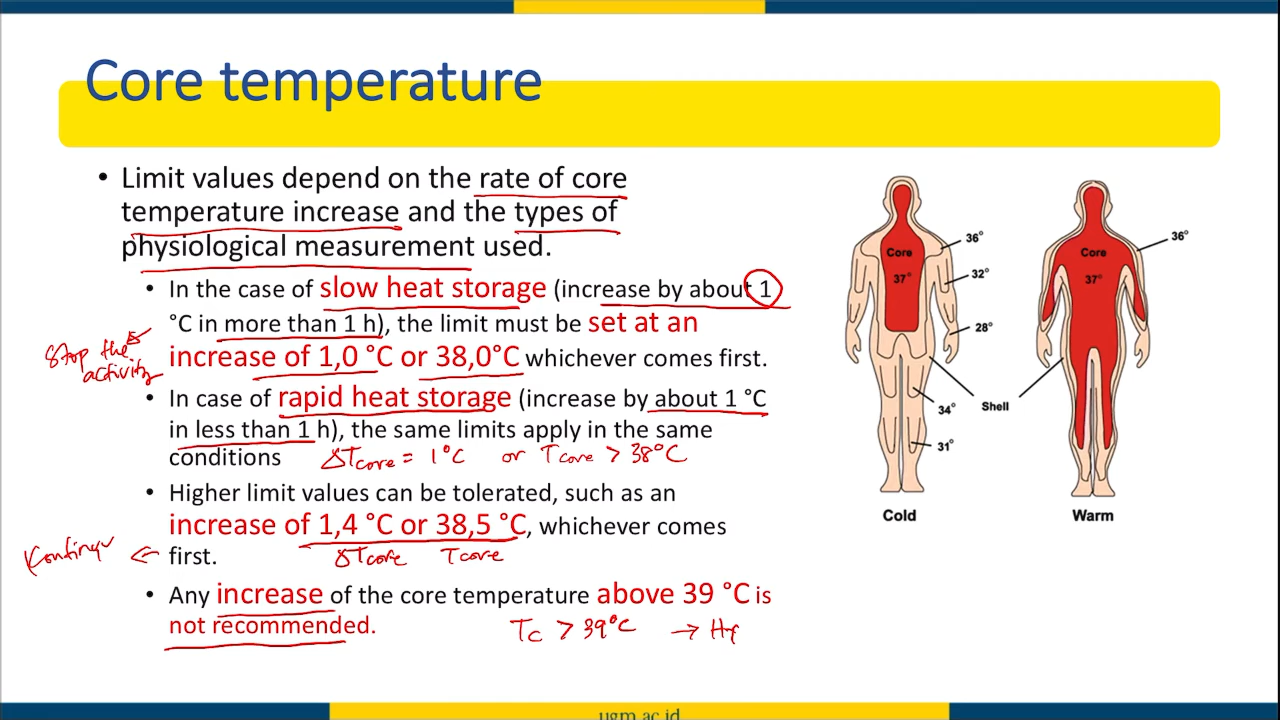 Core temperature
• Limit values depend on the rate of core
temperature increase and the types of
physiological measurement used.
• In the case of slow heat storage (increase by about 1
°C in more than 1 h), the limit must be set at an
increase of 1,0 °C or 38,0°C whichever comes first.
Stop the
activity
• In case of rapid heat storage (increase by about 1 °C
in less than 1 h), the same limits apply in the same
conditions
ΔTcore = 1°C or Tcore > 38°C
• Higher limit values can be tolerated, such as an
increase of 1,4 °C or 38,5 °C, whichever comes
first.
ΔTcore Tcore
• Any increase of the core temperature above 39 °C is
not recommended.
Tc > 39°C →
Core
37°
36°
32°
28°
34°
31°
Cold
Shell
Core
37°
36°
Warm
ugm.ac.id